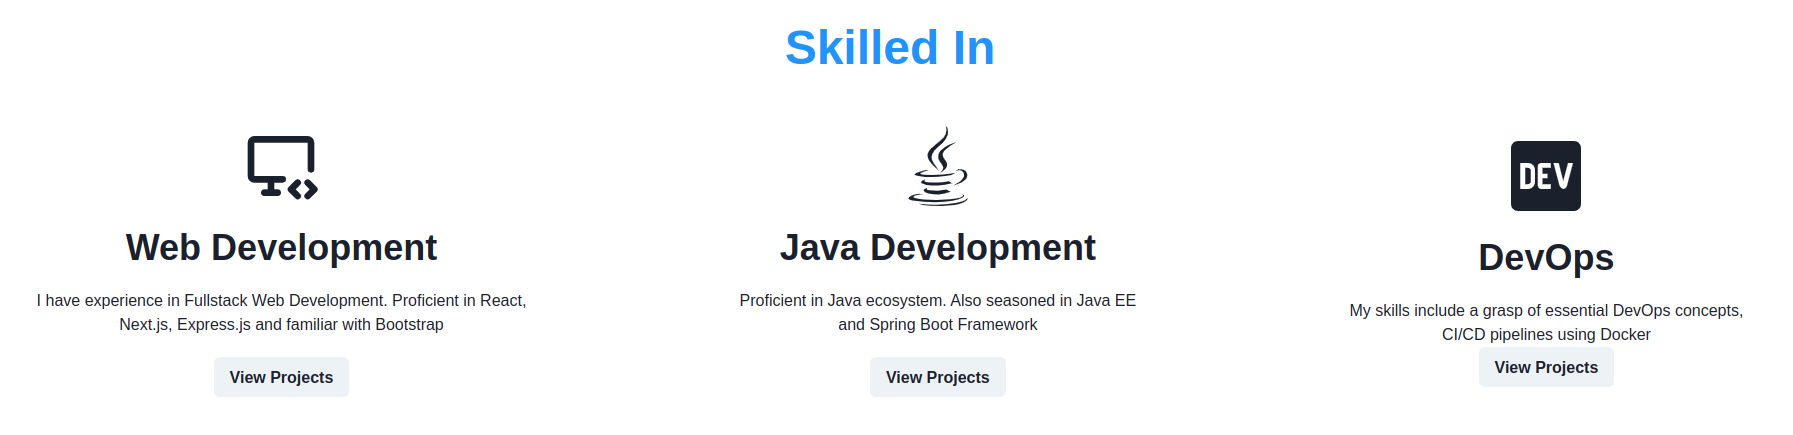 Skilled In
Web Development
I have experience in Fullstack Web Development. Proficient in React,
Next.js, Express.js and familiar with Bootstrap
View Projects
Java Development
Proficient in Java ecosystem. Also seasoned in Java EE
and Spring Boot Framework
View Projects
DEV
DevOps
My skills include a grasp of essential DevOps concepts,
CI/CD pipelines using Docker
View Projects